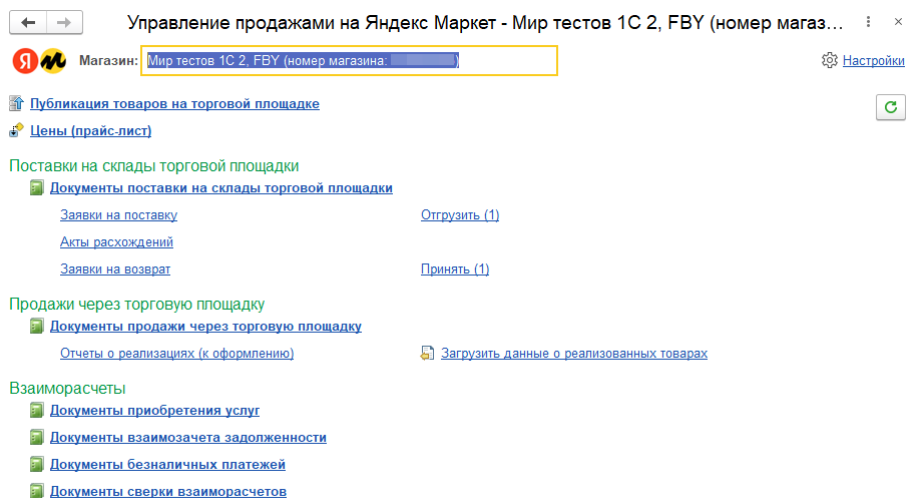 Управление продажами на Яндекс Маркет - Мир тестов 1С 2, FBY (номер магаз...
Я М Магазин: Мир тестов 1С 2, FBY (номер магазина: ) Настройки
Публикация товаров на торговой площадке
Цены (прайс-лист)
Поставки на склады торговой площадки
Документы поставки на склады торговой площадки
Заявки на поставку Отгрузить (1)
Акты расхождений
Заявки на возврат Принять (1)
Продажи через торговую площадку
Документы продажи через торговую площадку
Отчеты о реализациях (к оформлению) Загрузить данные о реализованных товарах
Взаиморасчеты
Документы приобретения услуг
Документы взаимозачета задолженности
Документы безналичных платежей
Документы сверки взаиморасчетов